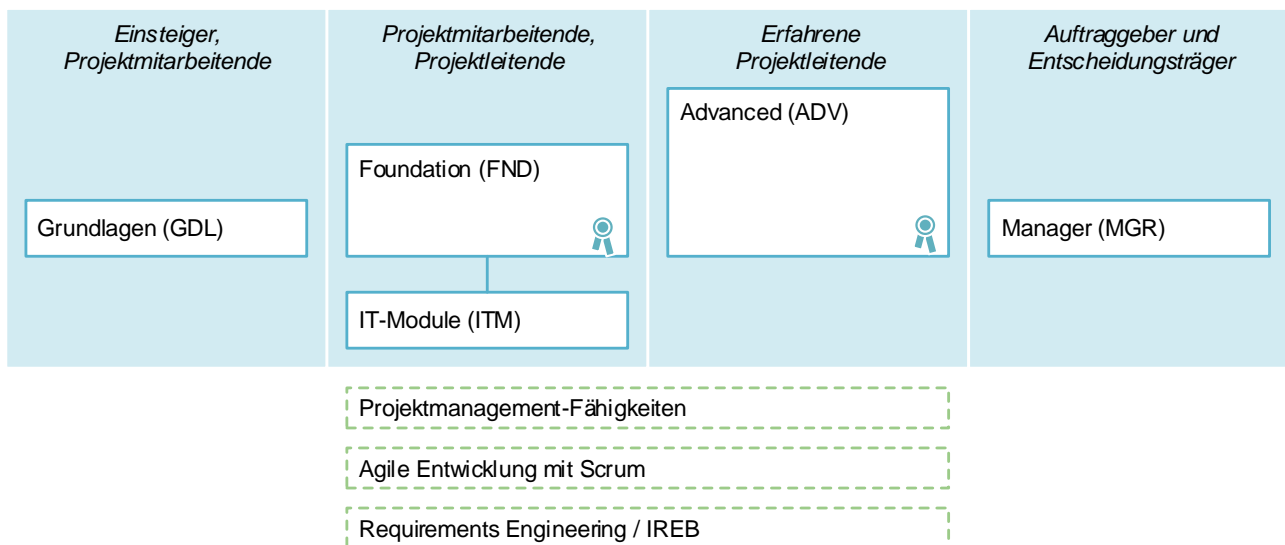 Einsteiger,
Projektmitarbeitende
Projektmitarbeitende,
Projektleitende
Erfahrene
Projektleitende
Auftraggeber und
Entscheidungsträger
Grundlagen (GDL)
Foundation (FND)
IT-Module (ITM)
Advanced (ADV)
Manager (MGR)
Projektmanagement-Fähigkeiten
Agile Entwicklung mit Scrum
Requirements Engineering / IREB